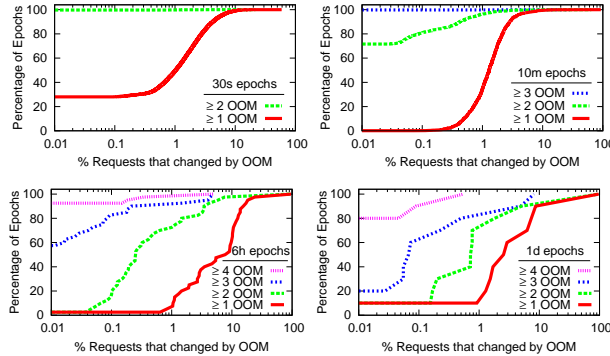 Percentage of Epochs
100
80
60
40
20
0
0.01
0.1
1
10
100
% Requests that changed by OOM
30s epochs
≥ 2 OOM
≥ 1 OOM
Percentage of Epochs
100
80
60
40
20
0
0.01
0.1
1
10
100
% Requests that changed by OOM
10m epochs
≥ 3 OOM
≥ 2 OOM
≥ 1 OOM
Percentage of Epochs
100
80
60
40
20
0
0.01
0.1
1
10
100
% Requests that changed by OOM
6h epochs
≥ 4 OOM
≥ 3 OOM
≥ 2 OOM
≥ 1 OOM
Percentage of Epochs
100
80
60
40
20
0
0.01
0.1
1
10
100
% Requests that changed by OOM
1d epochs
≥ 4 OOM
≥ 3 OOM
≥ 2 OOM
≥ 1 OOM